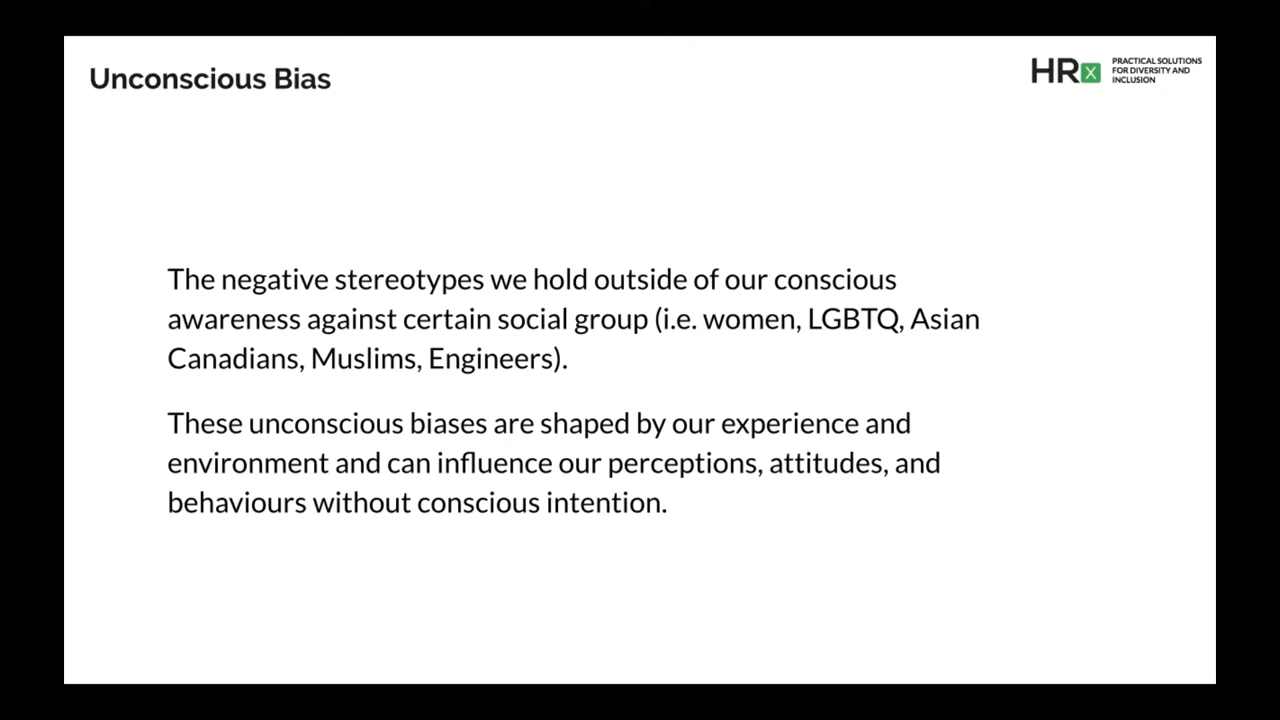 Unconscious Bias
HRx
PRACTICAL SOLUTIONS
FOR DIVERSITY AND
INCLUSION
The negative stereotypes we hold outside of our conscious
awareness against certain social group (i.e. women, LGBTQ, Asian
Canadians, Muslims, Engineers).
These unconscious biases are shaped by our experience and
environment and can influence our perceptions, attitudes, and
behaviours without conscious intention.